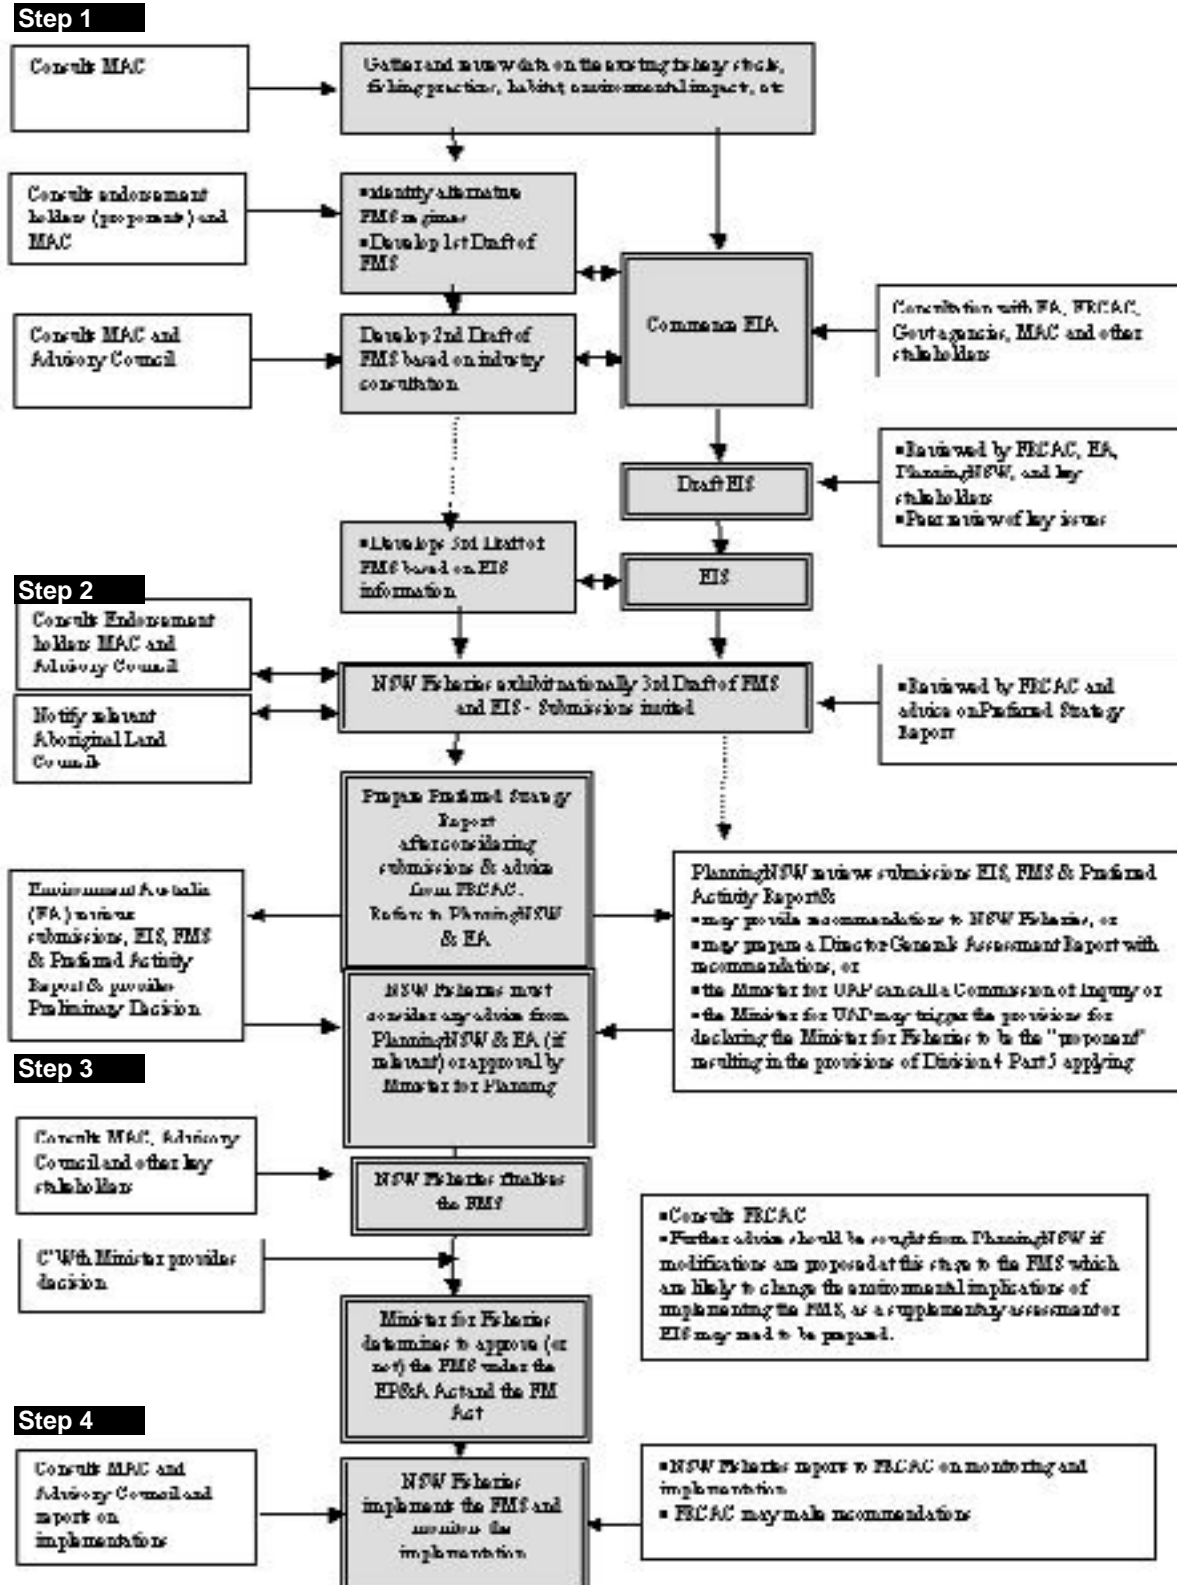 Step 1
Consult MAC
Gather and review data on the existing fishery stocks,
fishing practices, habitat, environmental impact, etc
Consult endorsement
holders (proponents) and
MAC
▪Identify alternative
FMS regimes
▪Develop 1st Draft of
FMS
Consult MAC and
Advisory Council
Develop 2nd Draft of
FMS based on industry
consultation
Commence EIA
Consultation with EA, FRCAC,
Govt agencies, MAC and other
stakeholders
Draft EIS
▪Reviewed by FRCAC, EA,
PlanningNSW, and key
stakeholders
▪Peer review of key issues
▪Develops 3rd Draft of
FMS based on EIS
information
EIS
Step 2
Consult Endorsement
holders MAC and
Advisory Council
Notify relevant
Aboriginal Land
Councils
NSW Fisheries exhibit nationally 3rd Draft of FMS
and EIS - Submissions invited
▪Reviewed by FRCAC and
advice on Preferred Strategy
Report
Prepare Preferred Strategy
Report
after considering
submissions & advice
from FRCAC.
Refers to PlanningNSW
& EA
Environment Australia
(EA) reviews
submissions, EIS, FMS
& Preferred Activity
Report & provides
Preliminary Decision
PlanningNSW reviews submissions EIS, FMS & Preferred
Activity Report&
▪may provide recommendations to NSW Fisheries, or
▪may prepare a Director General's Assessment Report with
recommendations, or
▪the Minister for UAP can call a Commission of Inquiry or
▪the Minister for UAP may trigger the provisions for
declaring the Minister for Fisheries to be the "proponent"
resulting in the provisions of Division 4 Part 5 applying
NSW Fisheries must
consider any advice from
PlanningNSW & EA (if
relevant) or approval by
Minister for Planning
Step 3
Consult MAC, Advisory
Council and other key
stakeholders
NSW Fisheries finalises
the FMS
C'Wth Minister provides
decision
▪Consult FRCAC
▪Further advice should be sought from PlanningNSW if
modifications are proposed at this stage to the FMS which
are likely to change the environmental implications of
implementing the FMS, as a supplementary assessment or
EIS may need to be prepared.
Minister for Fisheries
determines to approve (or
not) the FMS under the
EP&A Act and the FM
Act
Step 4
Consult MAC and
Advisory Council and
report on
implementations
NSW Fisheries
implements the FMS and
monitors the
implementation
▪NSW Fisheries report to FRCAC on monitoring and
implementation
▪ FRCAC may make recommendations